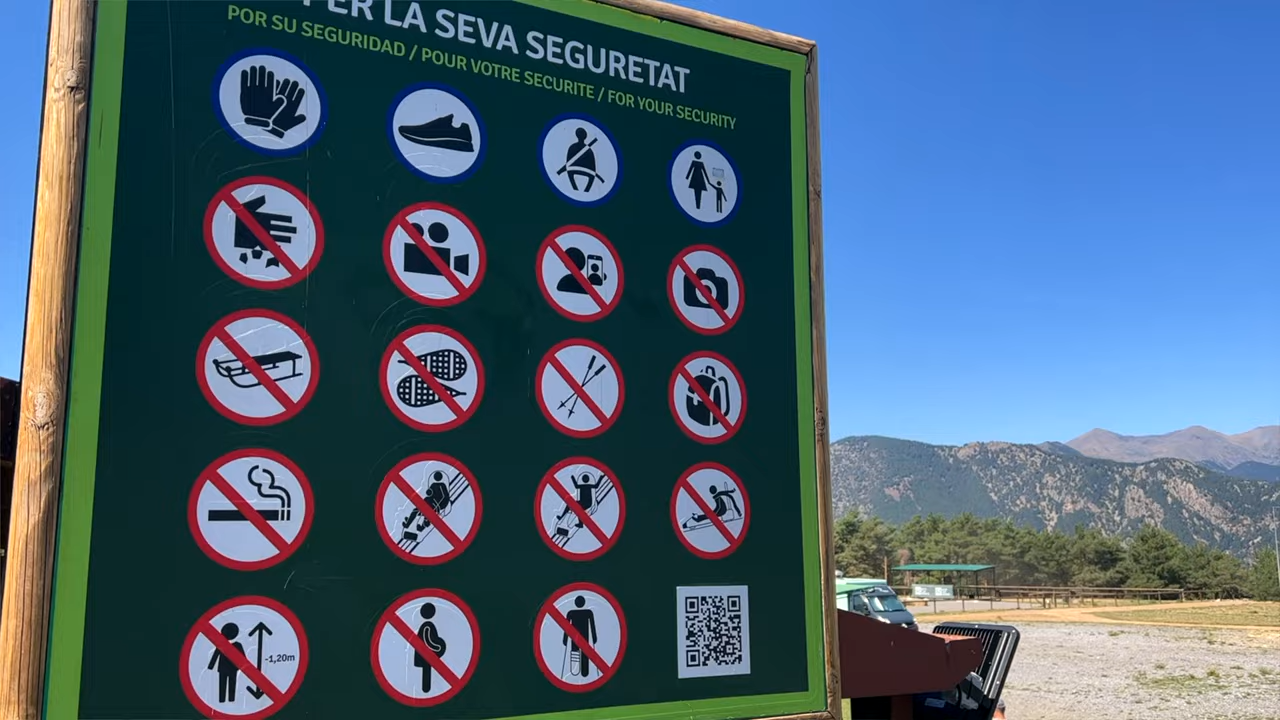 PER LA SEVA SEGURETAT
POR SU SEGURIDAD / POUR VOTRE SECURITE / FOR YOUR SECURITY
-1,20m